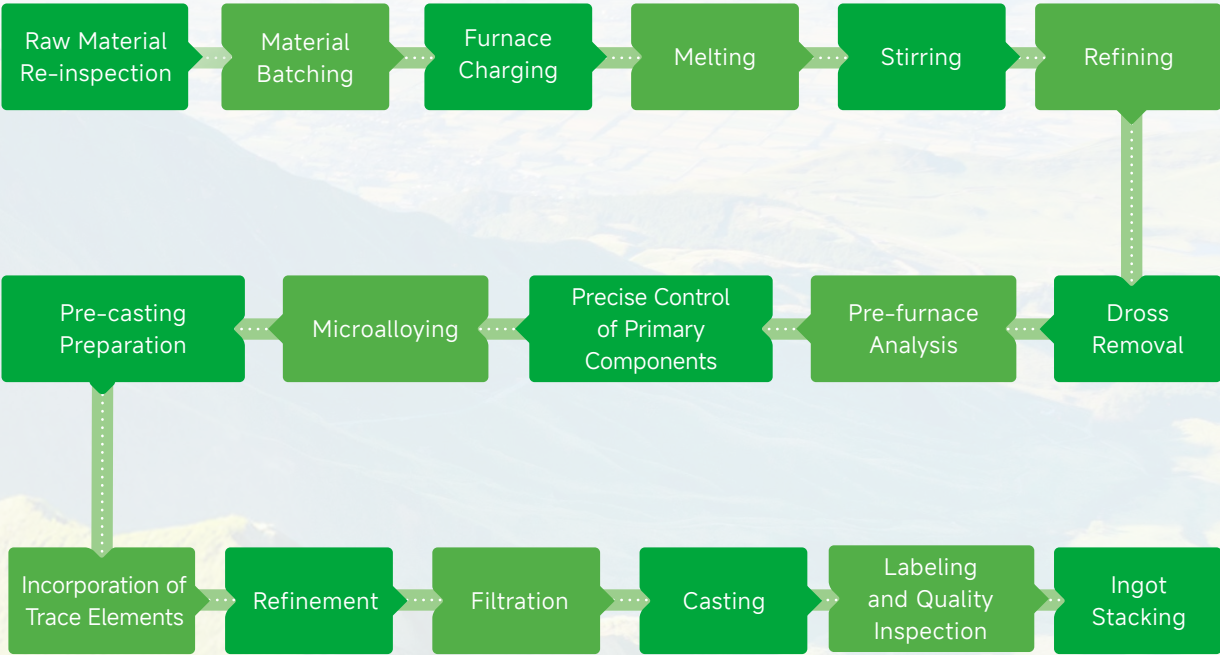 Raw Material
Re-inspection
Material
Batching
Furnace
Charging
Melting
Stirring
Refining
Dross
Removal
Pre-furnace
Analysis
Precise Control
of Primary
Components
Microalloying
Pre-casting
Preparation
Incorporation of
Trace Elements
Refinement
Filtration
Casting
Labeling
and Quality
Inspection
Ingot
Stacking